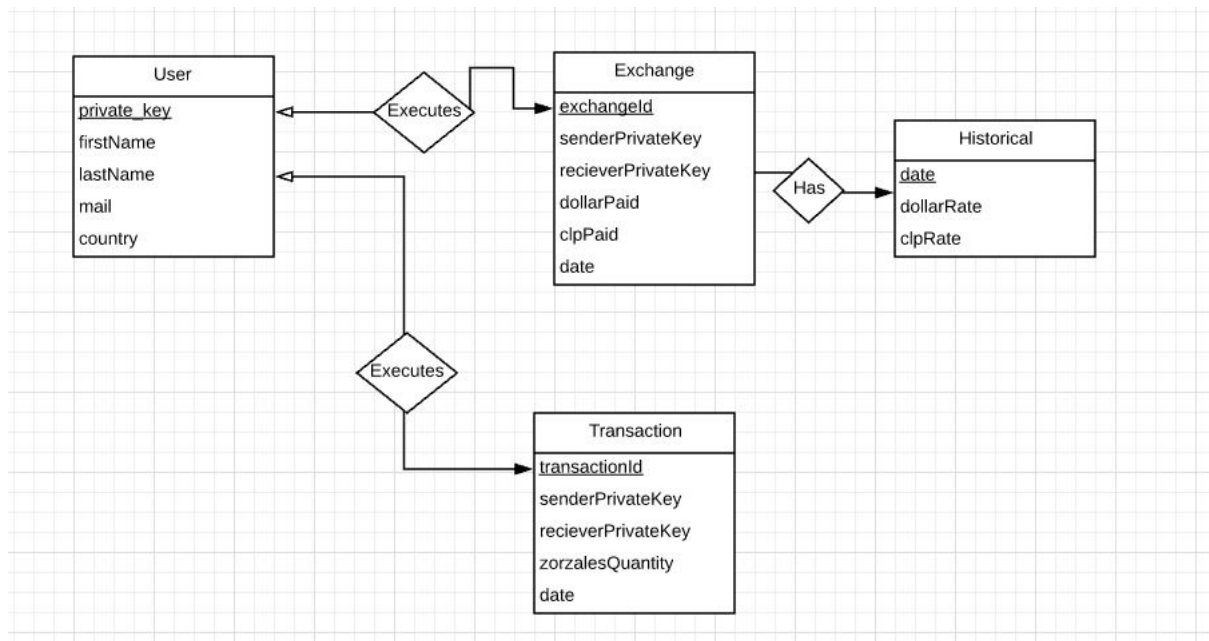 User
private_key
firstName
lastName
mail
country
Executes
Exchange
exchangeId
senderPrivateKey
recieverPrivateKey
dollarPaid
clpPaid
date
Has
Historical
date
dollarRate
clpRate
Executes
Transaction
transactionId
senderPrivateKey
recieverPrivateKey
zorzalesQuantity
date